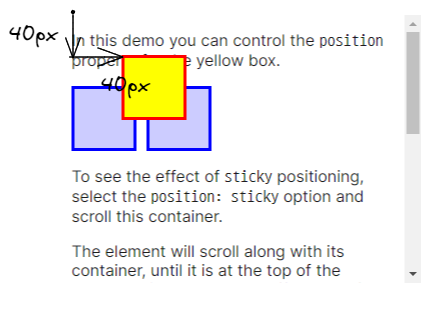 40px In this demo you can control the position
proper e yellow box.
40px
To see the effect of sticky positioning,
select the position: sticky option and
scroll this container.
The element will scroll along with its
container, until it is at the top of the